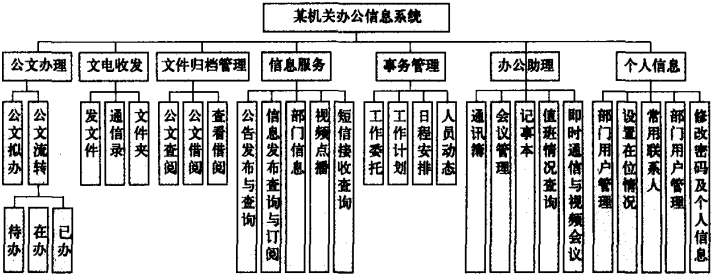 某机关办公信息系统
公文办理
文电收发
文件归档管理
信息服务
事务管理
办公助理
个人信息
公文拟办
公文流转
发文件
通信录
文件夹
公文查阅
公文借阅
查看借阅
公告发布与查询
信息发布查询与订阅
部门信息
视频点播
短信接收查询
工作委托
工作计划
日程安排
人员动态
通讯簿
会议管理
记事本
值班情况查询
即时通信与视频会议
部门用户管理
设置在位情况
常用联系人
部门用户管理
修改密码及个人信息
待办
在办
已办